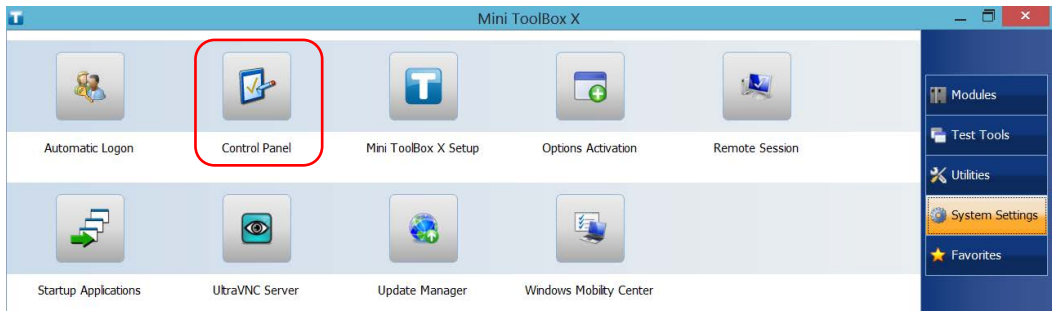 Mini ToolBox X
Automatic Logon
Control Panel
Mini ToolBox X Setup
Options Activation
Remote Session
Startup Applications
UltraVNC Server
Update Manager
Windows Mobility Center
Modules
Test Tools
Utilities
System Settings
Favorites